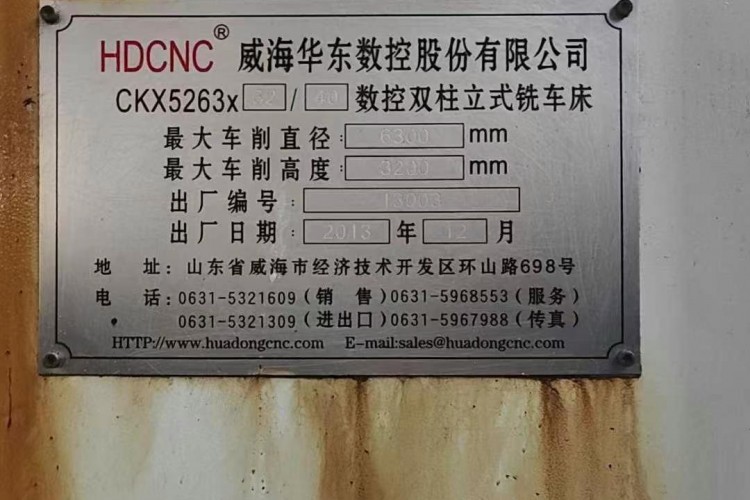 HDCNC® 威海华东数控股份有限公司
CKX5263x 32 / 40 数控双柱立式铣车床
最大车削直径: 6300 mm
最大车削高度: 3200 mm
出厂编号: 13003
出厂日期: 2013 年 12 月
地 址: 山东省威海市经济技术开发区环山路698号
电 话: 0631-5321609 (销 售) 0631-5968553 (服务)
0631-5321309 (进出口) 0631-5967988 (传真)
HTTP://www.huadongcnc.com E-mail:sales@huadongcnc.com